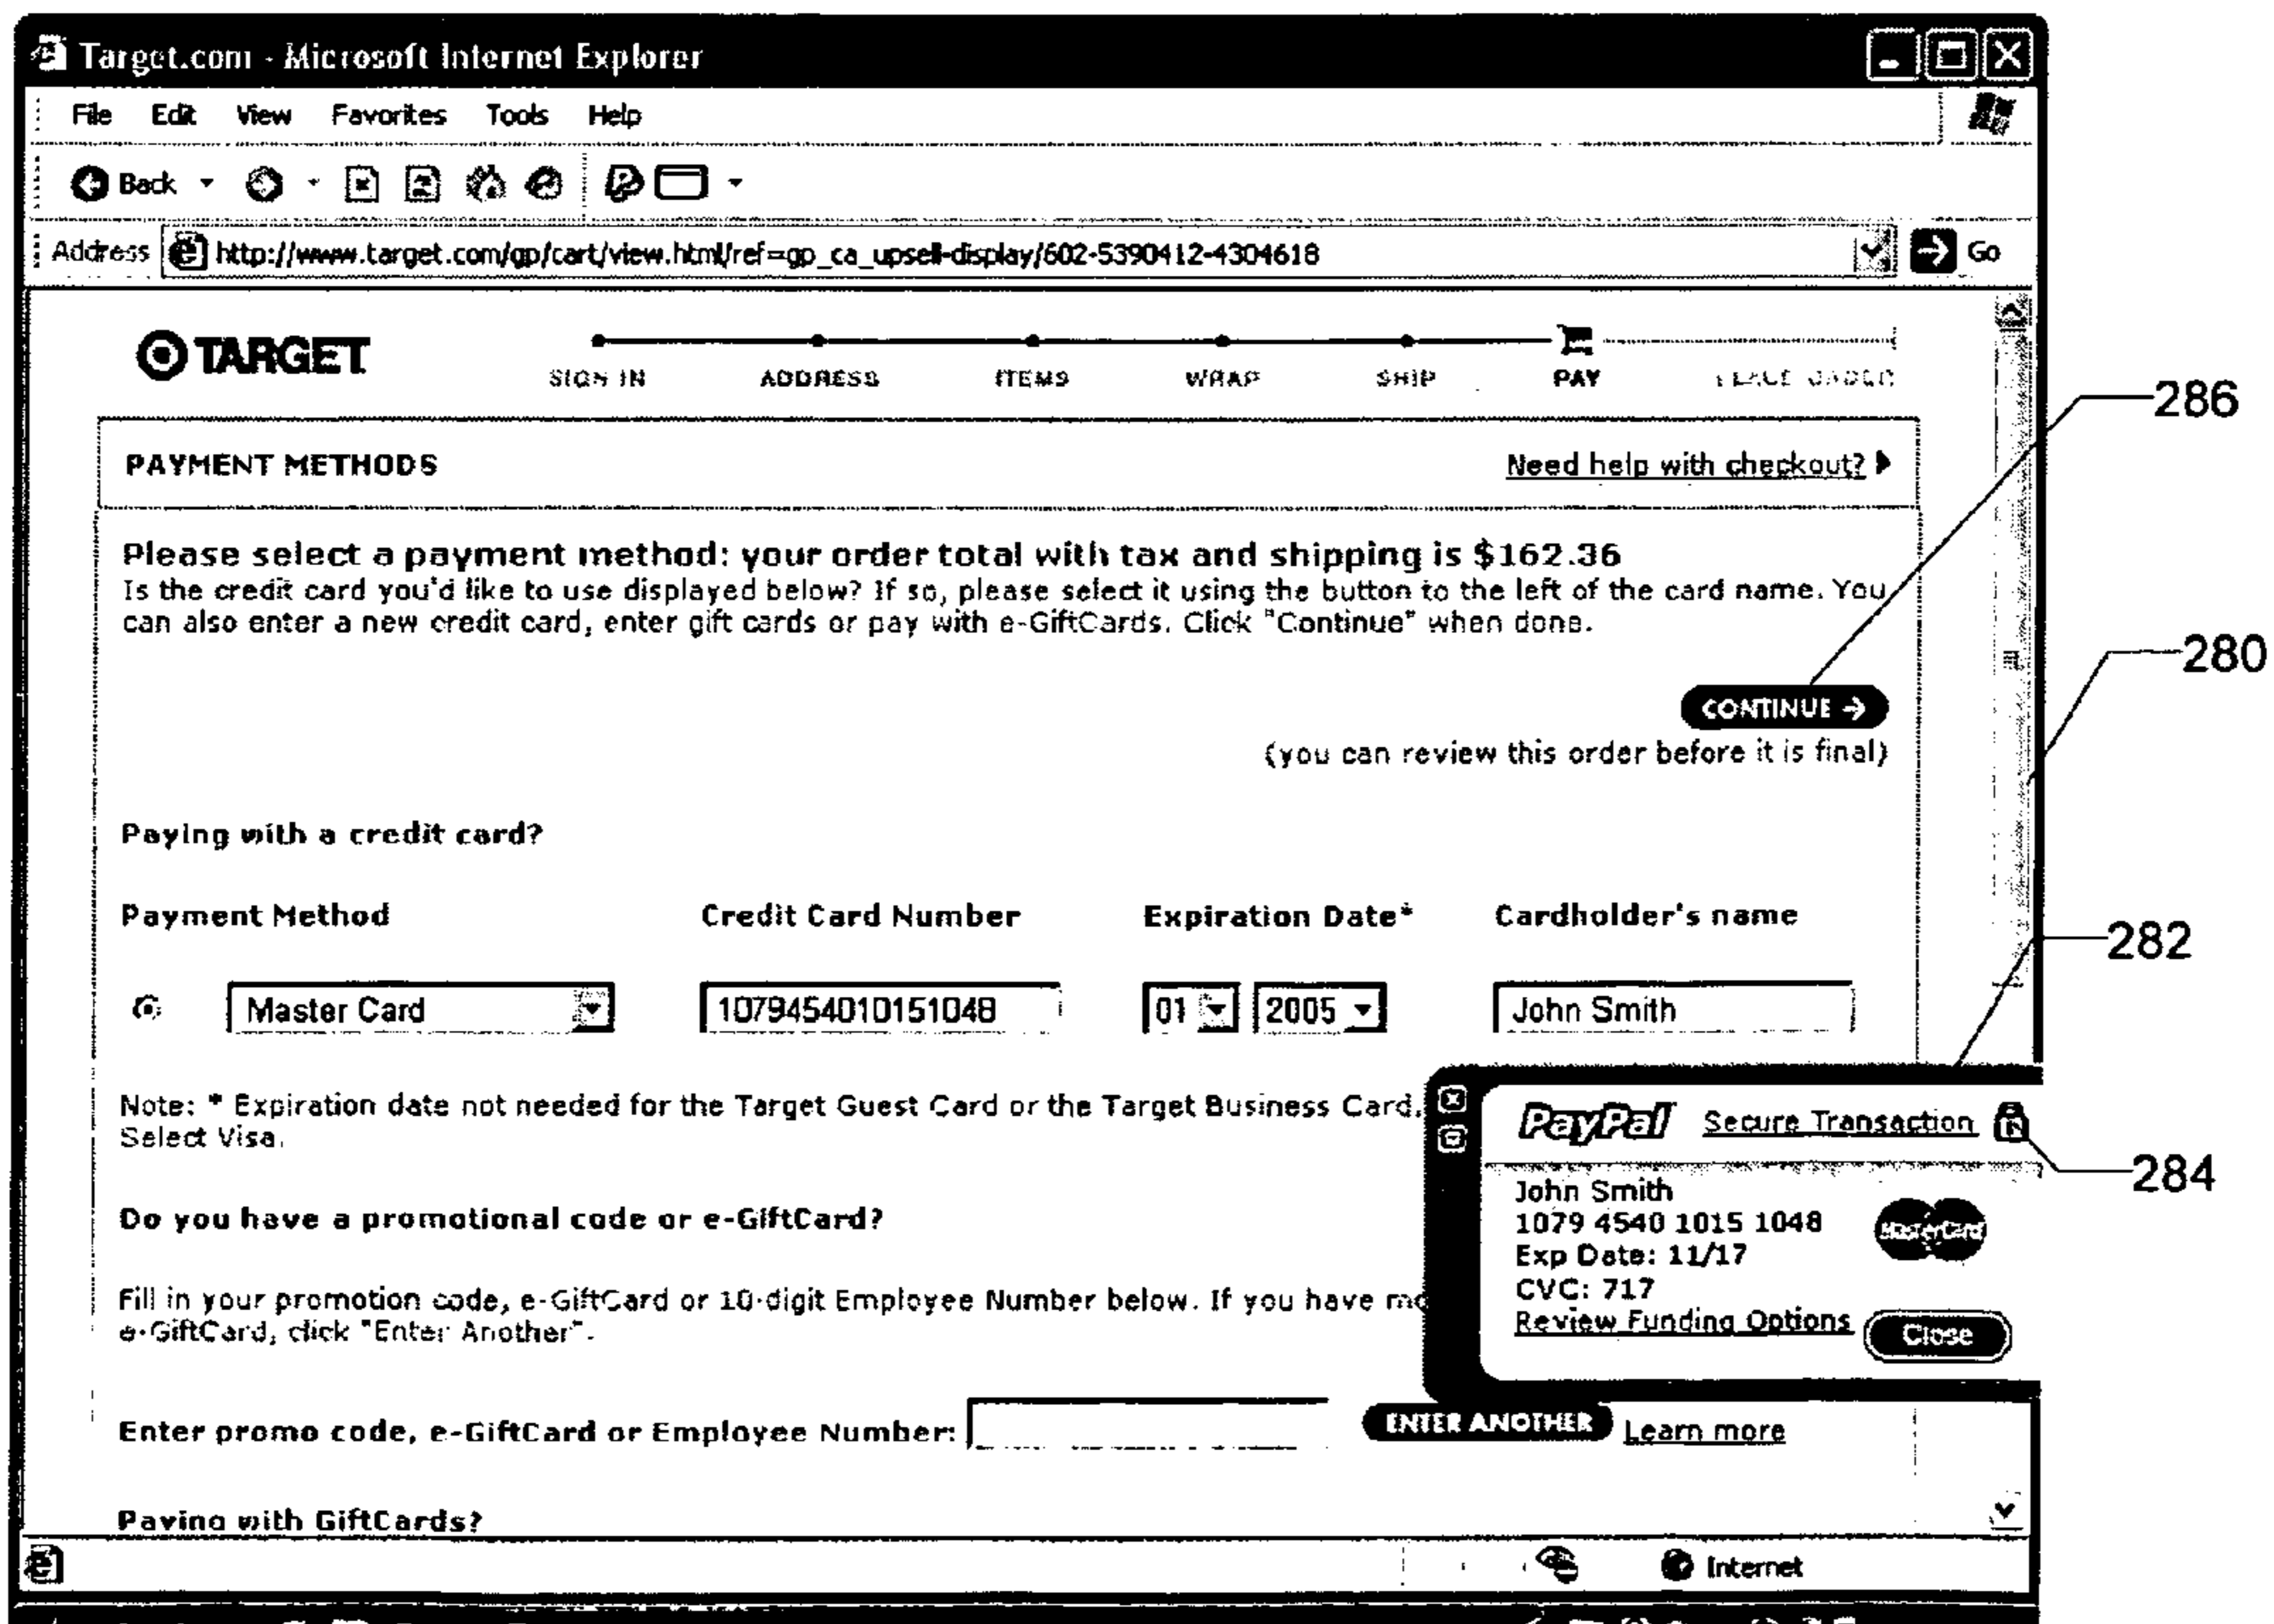 Target.com - Microsoft Internet Explorer
File Edit View Favorites Tools Help
Back
Address http://www.target.com/gp/cart/view.html/ref=gp_ca_upsell-display/602-5390412-4304618 Go
TARGET
SIGN IN ADDRESS ITEMS WRAP SHIP PAY PLACE ORDER
286
PAYMENT METHODS Need help with checkout?
Please select a payment method: your order total with tax and shipping is $162.36
Is the credit card you'd like to use displayed below? If so, please select it using the button to the left of the card name. You
can also enter a new credit card, enter gift cards or pay with e-GiftCards. Click "Continue" when done.
280
CONTINUE →
(you can review this order before it is final)
Paying with a credit card?
Payment Method Credit Card Number Expiration Date* Cardholder's name
282
Master Card 1079454010151048 01 2005 John Smith
Note: * Expiration date not needed for the Target Guest Card or the Target Business Card.
Select Visa.
PayPal Secure Transaction
284
John Smith
1079 4540 1015 1048 MasterCard
Exp Date: 11/17
CVC: 717
Review Funding Options Close
Do you have a promotional code or e-GiftCard?
Fill in your promotion code, e-GiftCard or 10-digit Employee Number below. If you have mo
e-GiftCard, click "Enter Another".
Enter promo code, e-GiftCard or Employee Number: ENTER ANOTHER Learn more
Paying with GiftCards?
Internet